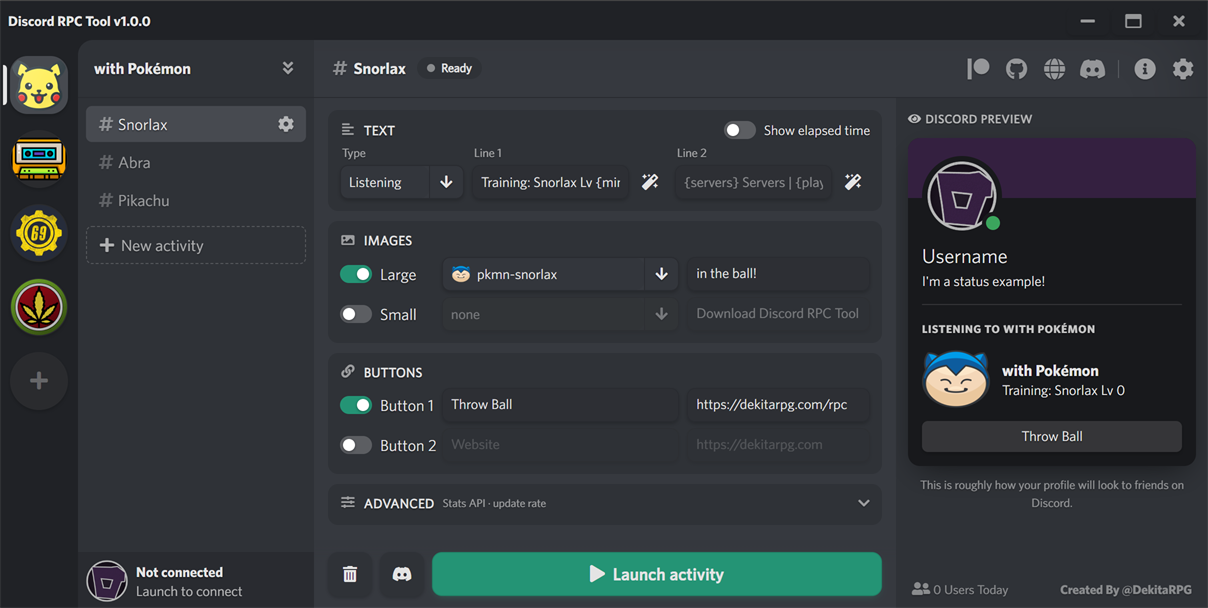 Discord RPC Tool v1.0.0
with Pokémon
# Snorlax
# Abra
# Pikachu
+ New activity
69
Not connected
Launch to connect
# Snorlax
Ready
TEXT
Show elapsed time
Type
Line 1
Line 2
Listening
Training: Snorlax Lv {min
{servers} Servers | {play
IMAGES
Large
pkmn-snorlax
in the ball!
Small
none
Download Discord RPC Tool
BUTTONS
Button 1
Throw Ball
https://dekitarpg.com/rpc
Button 2
Website
https://dekitarpg.com
ADVANCED Stats API · update rate
Launch activity
DISCORD PREVIEW
Username
I'm a status example!
LISTENING TO WITH POKÉMON
with Pokémon
Training: Snorlax Lv 0
Throw Ball
This is roughly how your profile will look to friends on
Discord.
0 Users Today
Created By @DekitaRPG